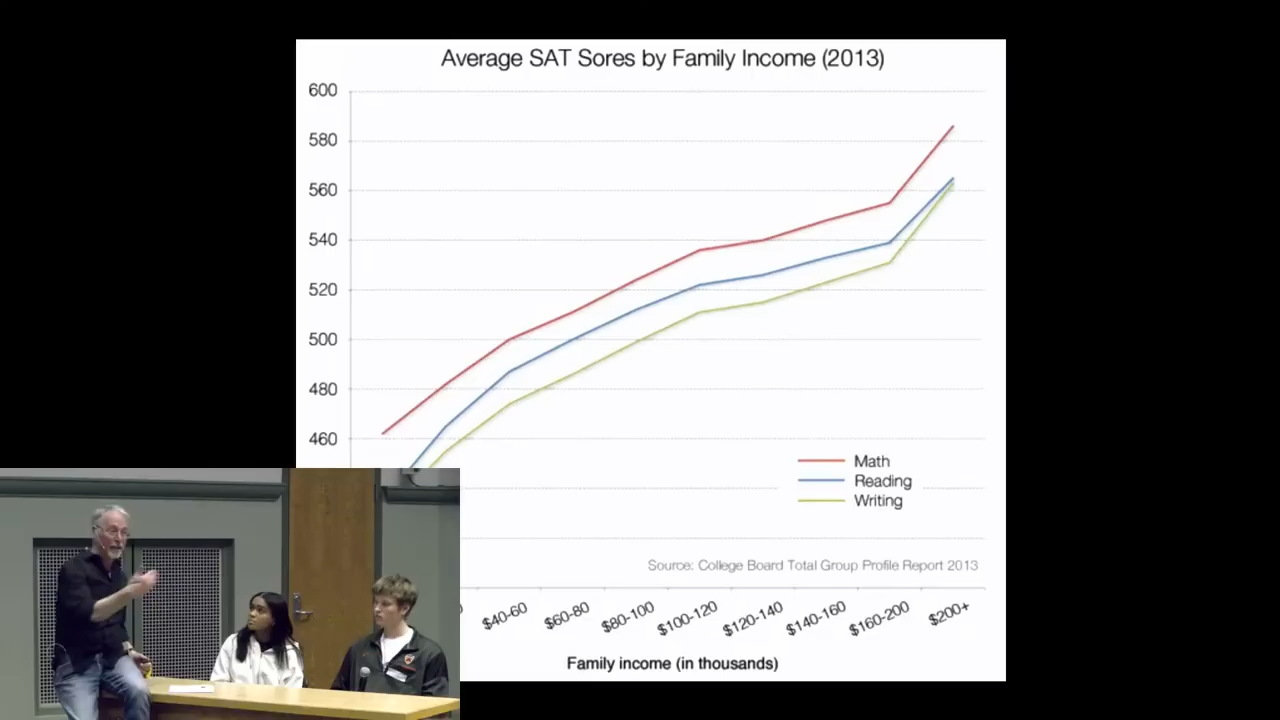 Average SAT Sores by Family Income (2013)
600
580
560
540
520
500
480
460
Math
Reading
Writing
Source: College Board Total Group Profile Report 2013
$40-60
$60-80
$80-100
$100-120
$120-140
$140-160
$160-200
$200+
Family income (in thousands)